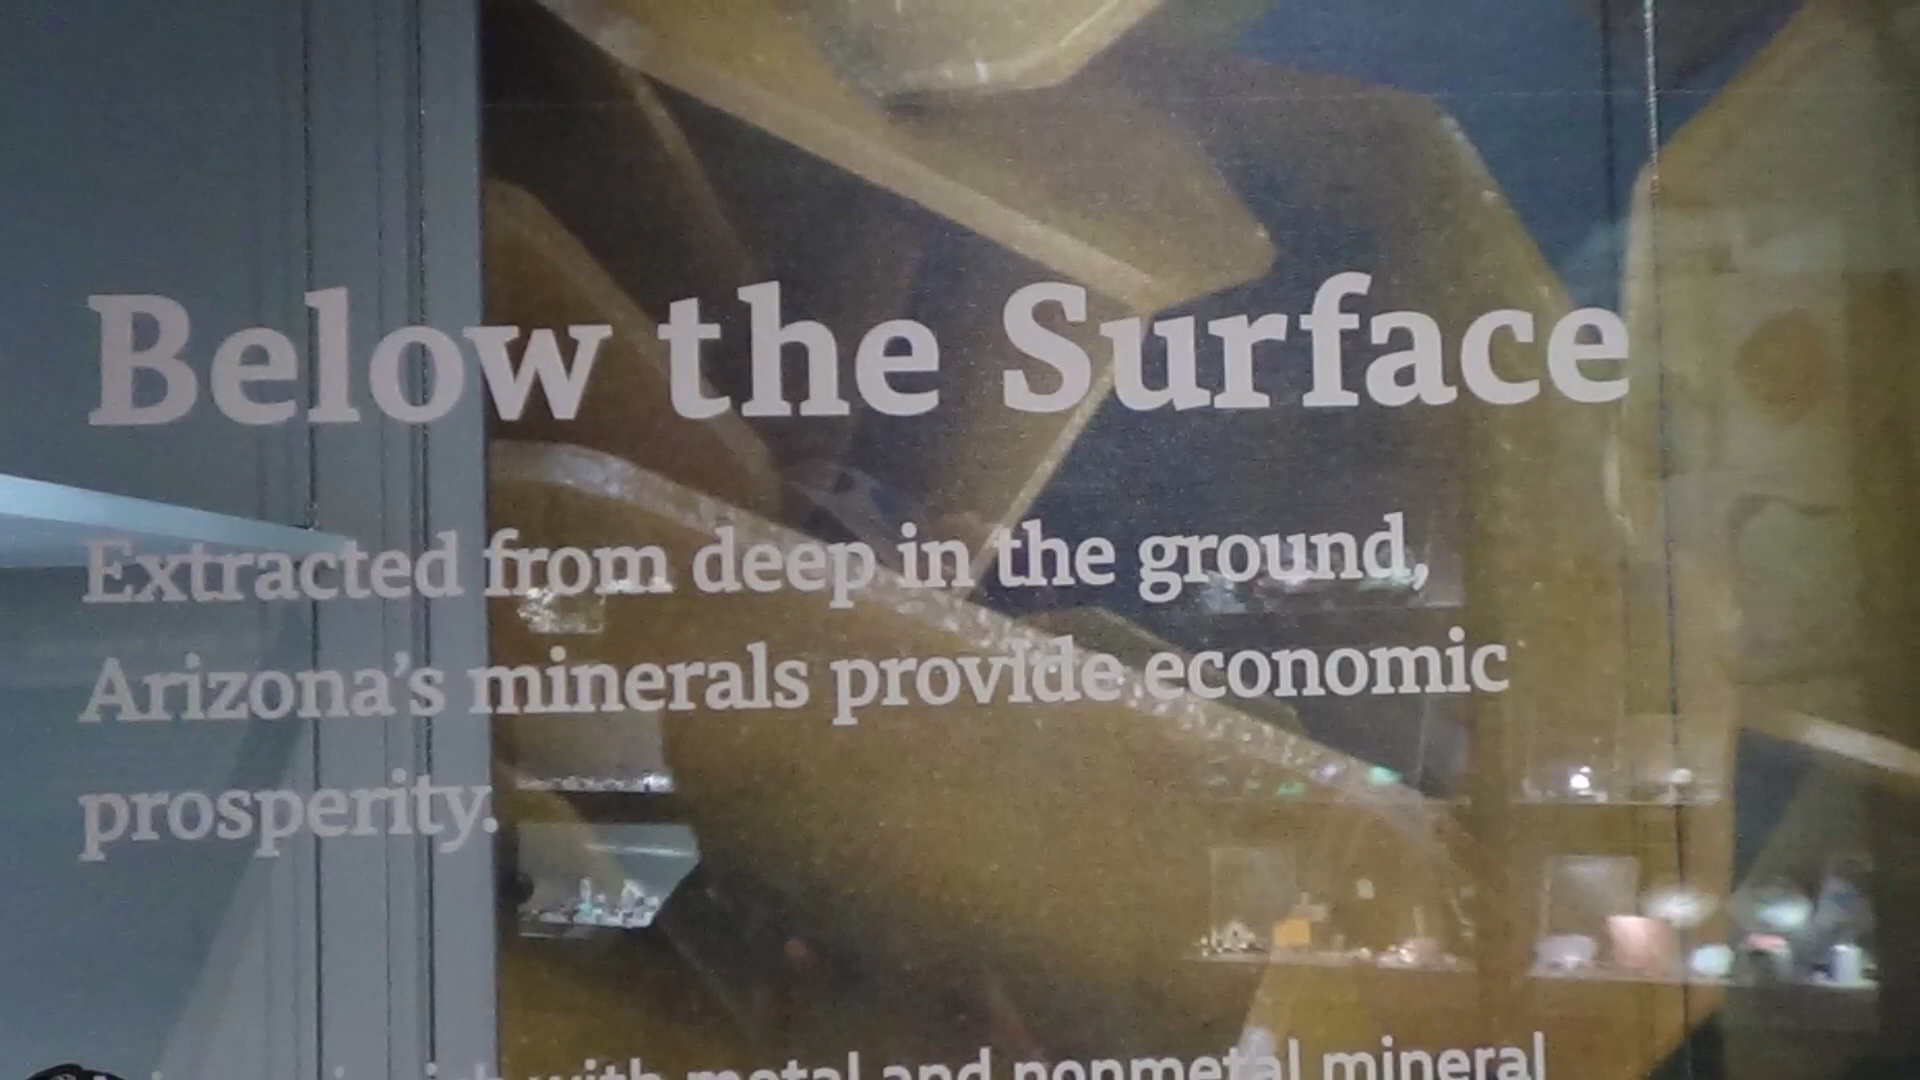 Below the Surface
Extracted from deep in the ground,
Arizona's minerals provide economic
prosperity.
with metal and nonmetal mineral